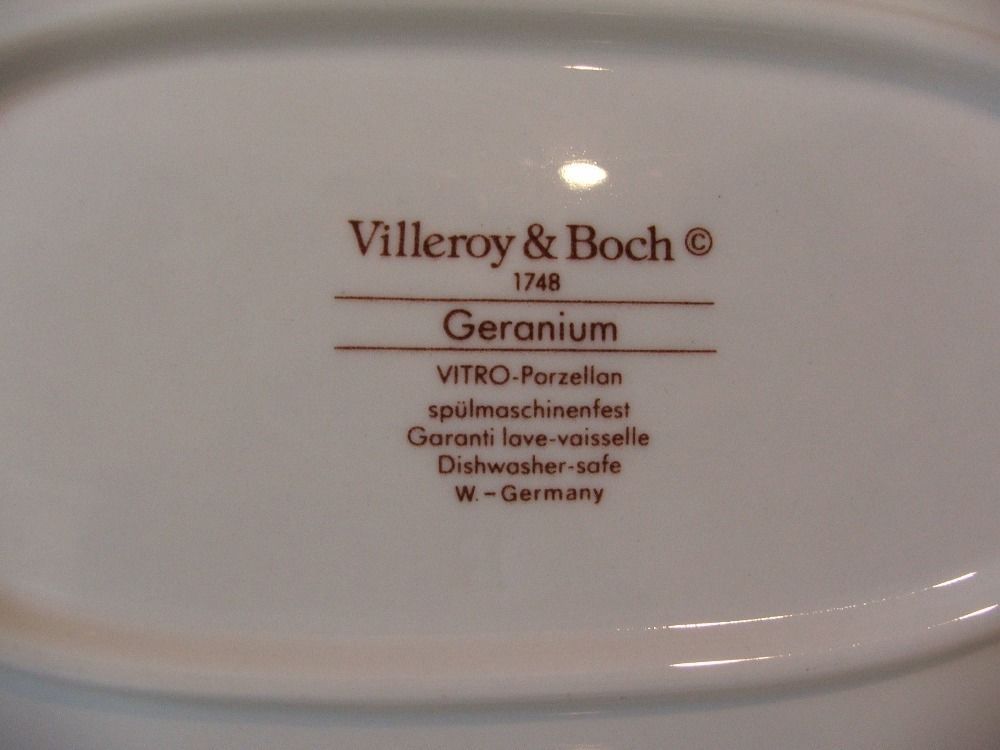 Villeroy & Boch ©
1748
Geranium
VITRO-Porzellan
spülmaschinenfest
Garanti lave-vaisselle
Dishwasher-safe
W.-Germany